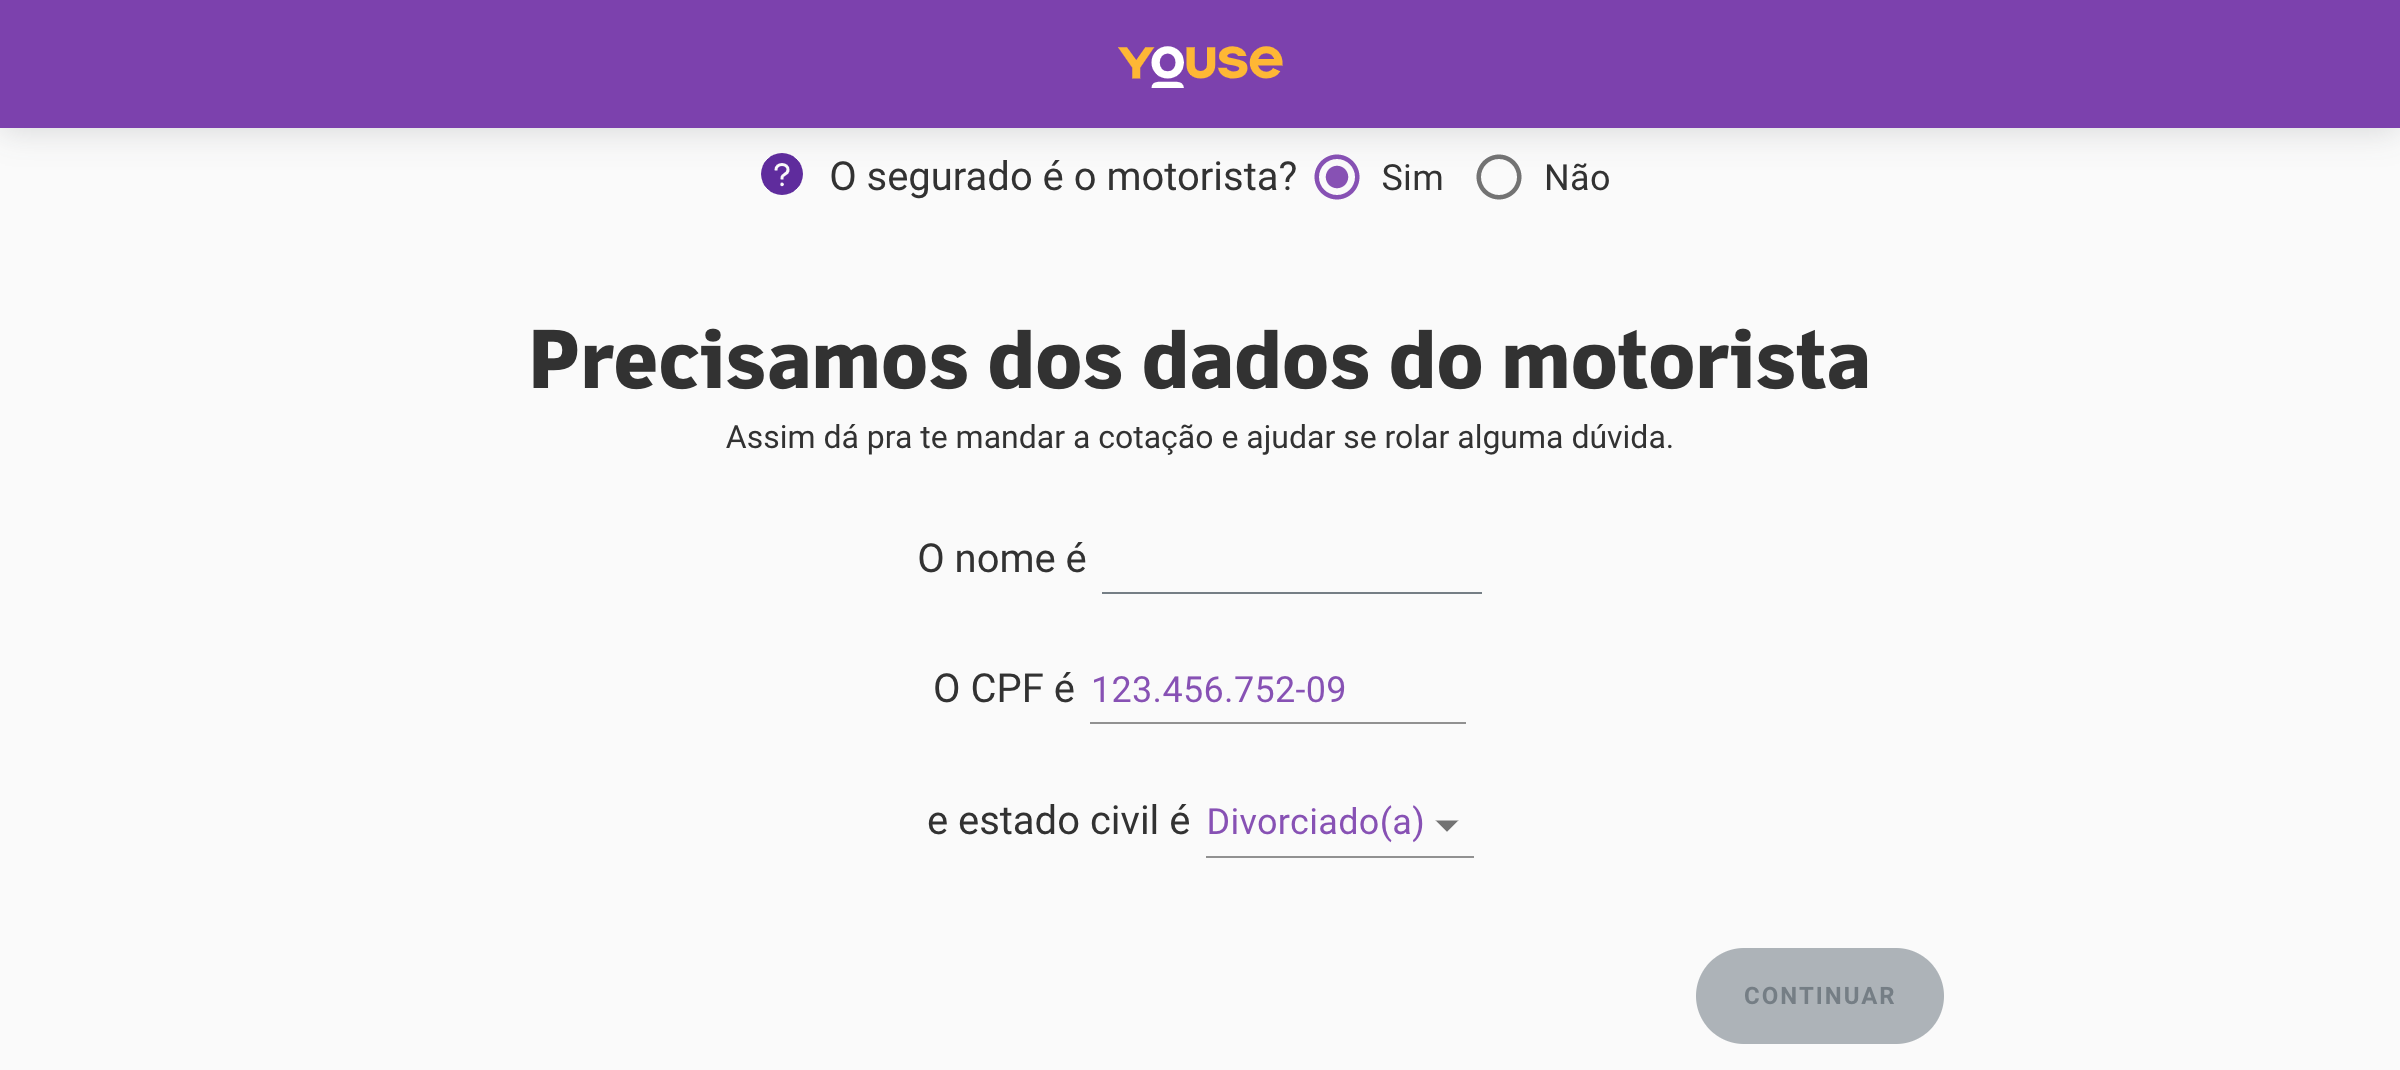 YOUSE
? O segurado é o motorista? Sim Não
Precisamos dos dados do motorista
Assim dá pra te mandar a cotação e ajudar se rolar alguma dúvida.
O nome é
O CPF é 123.456.752-09
e estado civil é Divorciado(a)
CONTINUAR